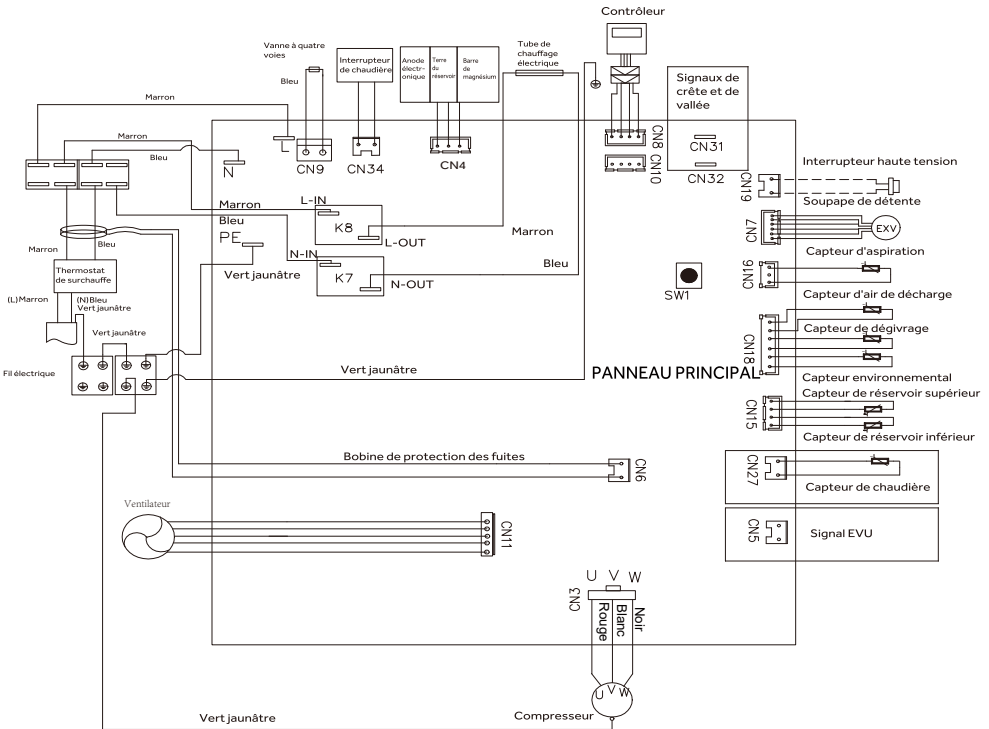 Contrôleur
Vanne à quatre
voies
Bleu
Interrupteur
de chaudière
Anode
électr-
onique
Terre
du
réservoir
Barre
de
magnésium
Tube de
chauffage
électrique
Signaux de
crête et de
vallée
CN31
CN32
Marron
Marron
Bleu
L
N
CN9
CN34
CN4
CN8
CN10
CN19
Interrupteur haute tension
Soupape de détente
CN7
EXV
Capteur d'aspiration
CN16
Capteur d'air de décharge
CN18
Capteur de dégivrage
Capteur environnemental
Capteur de réservoir supérieur
CN15
Capteur de réservoir inférieur
CN27
Capteur de chaudière
CN5
Signal EVU
Marron
L-IN
K8
L-OUT
Bleu
PE
N-IN
K7
N-OUT
Marron
Bleu
Vert jaunâtre
SW1
PANNEAU PRINCIPAL
Marron
Bleu
Thermostat
de surchauffe
(L)Marron
(N)Bleu
Vert jaunâtre
Vert jaunâtre
Fil électrique
Vert jaunâtre
Bobine de protection des fuites
CN6
Ventilateur
CN11
U V W
CN3
Rouge
Blanc
Noir
U V W
Compresseur
Vert jaunâtre